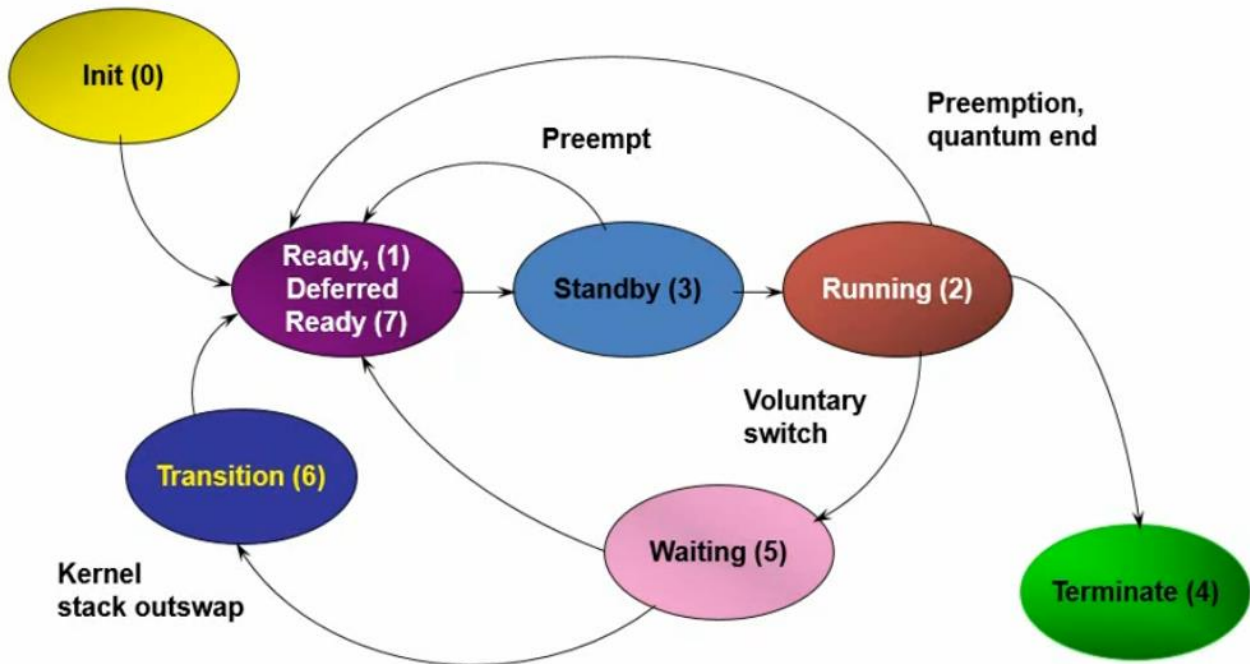 Init (0)
Preempt
Preemption,
quantum end
Ready, (1)
Deferred
Ready (7)
Standby (3)
Running (2)
Voluntary
switch
Transition (6)
Waiting (5)
Kernel
stack outswap
Terminate (4)